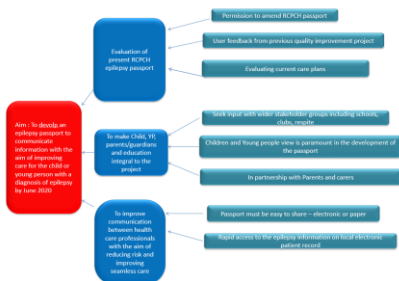 Aim : To devolp an
epilepsy passport to
communicate
information with the
aim of improving
care for the child or
young person with a
diagnosis of epilepsy
by June 2020
Evaluation of
present RCPCH
epilepsy passport
Permission to amend RCPCH passport
User feedback from previous quality improvement project
Evaluating current care plans
To make Child, YP,
parents/guardians
and education
integral to the
project
Seek input with wider stakeholder groups including schools,
clubs, respite
Children and Young people view is paramount in the development of
the passport
In partnership with Parents and carers
To improve
communication
between health
care professionals
with the aim of
reducing risk and
improving
seamless care
Passport must be easy to share – electronic or paper
Rapid access to the epilepsy information on local electronic
patient record